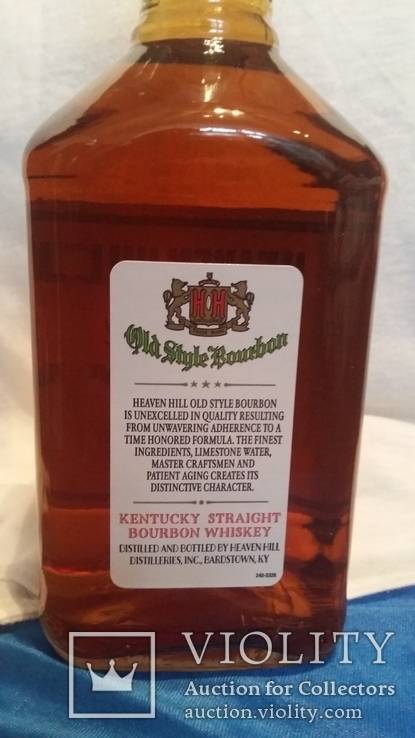 HH
Old Style Bourbon
HEAVEN HILL OLD STYLE BOURBON
IS UNEXCELLED IN QUALITY RESULTING
FROM UNWAVERING ADHERENCE TO A
TIME HONORED FORMULA. THE FINEST
INGREDIENTS, LIMESTONE WATER,
MASTER CRAFTSMEN AND
PATIENT AGING CREATES ITS
DISTINCTIVE CHARACTER.
KENTUCKY STRAIGHT
BOURBON WHISKEY
DISTILLED AND BOTTLED BY HEAVEN HILL
DISTILLERIES, INC., BARDSTOWN, KY
VIOLITY
Auction for Collectors
auction.violity.com